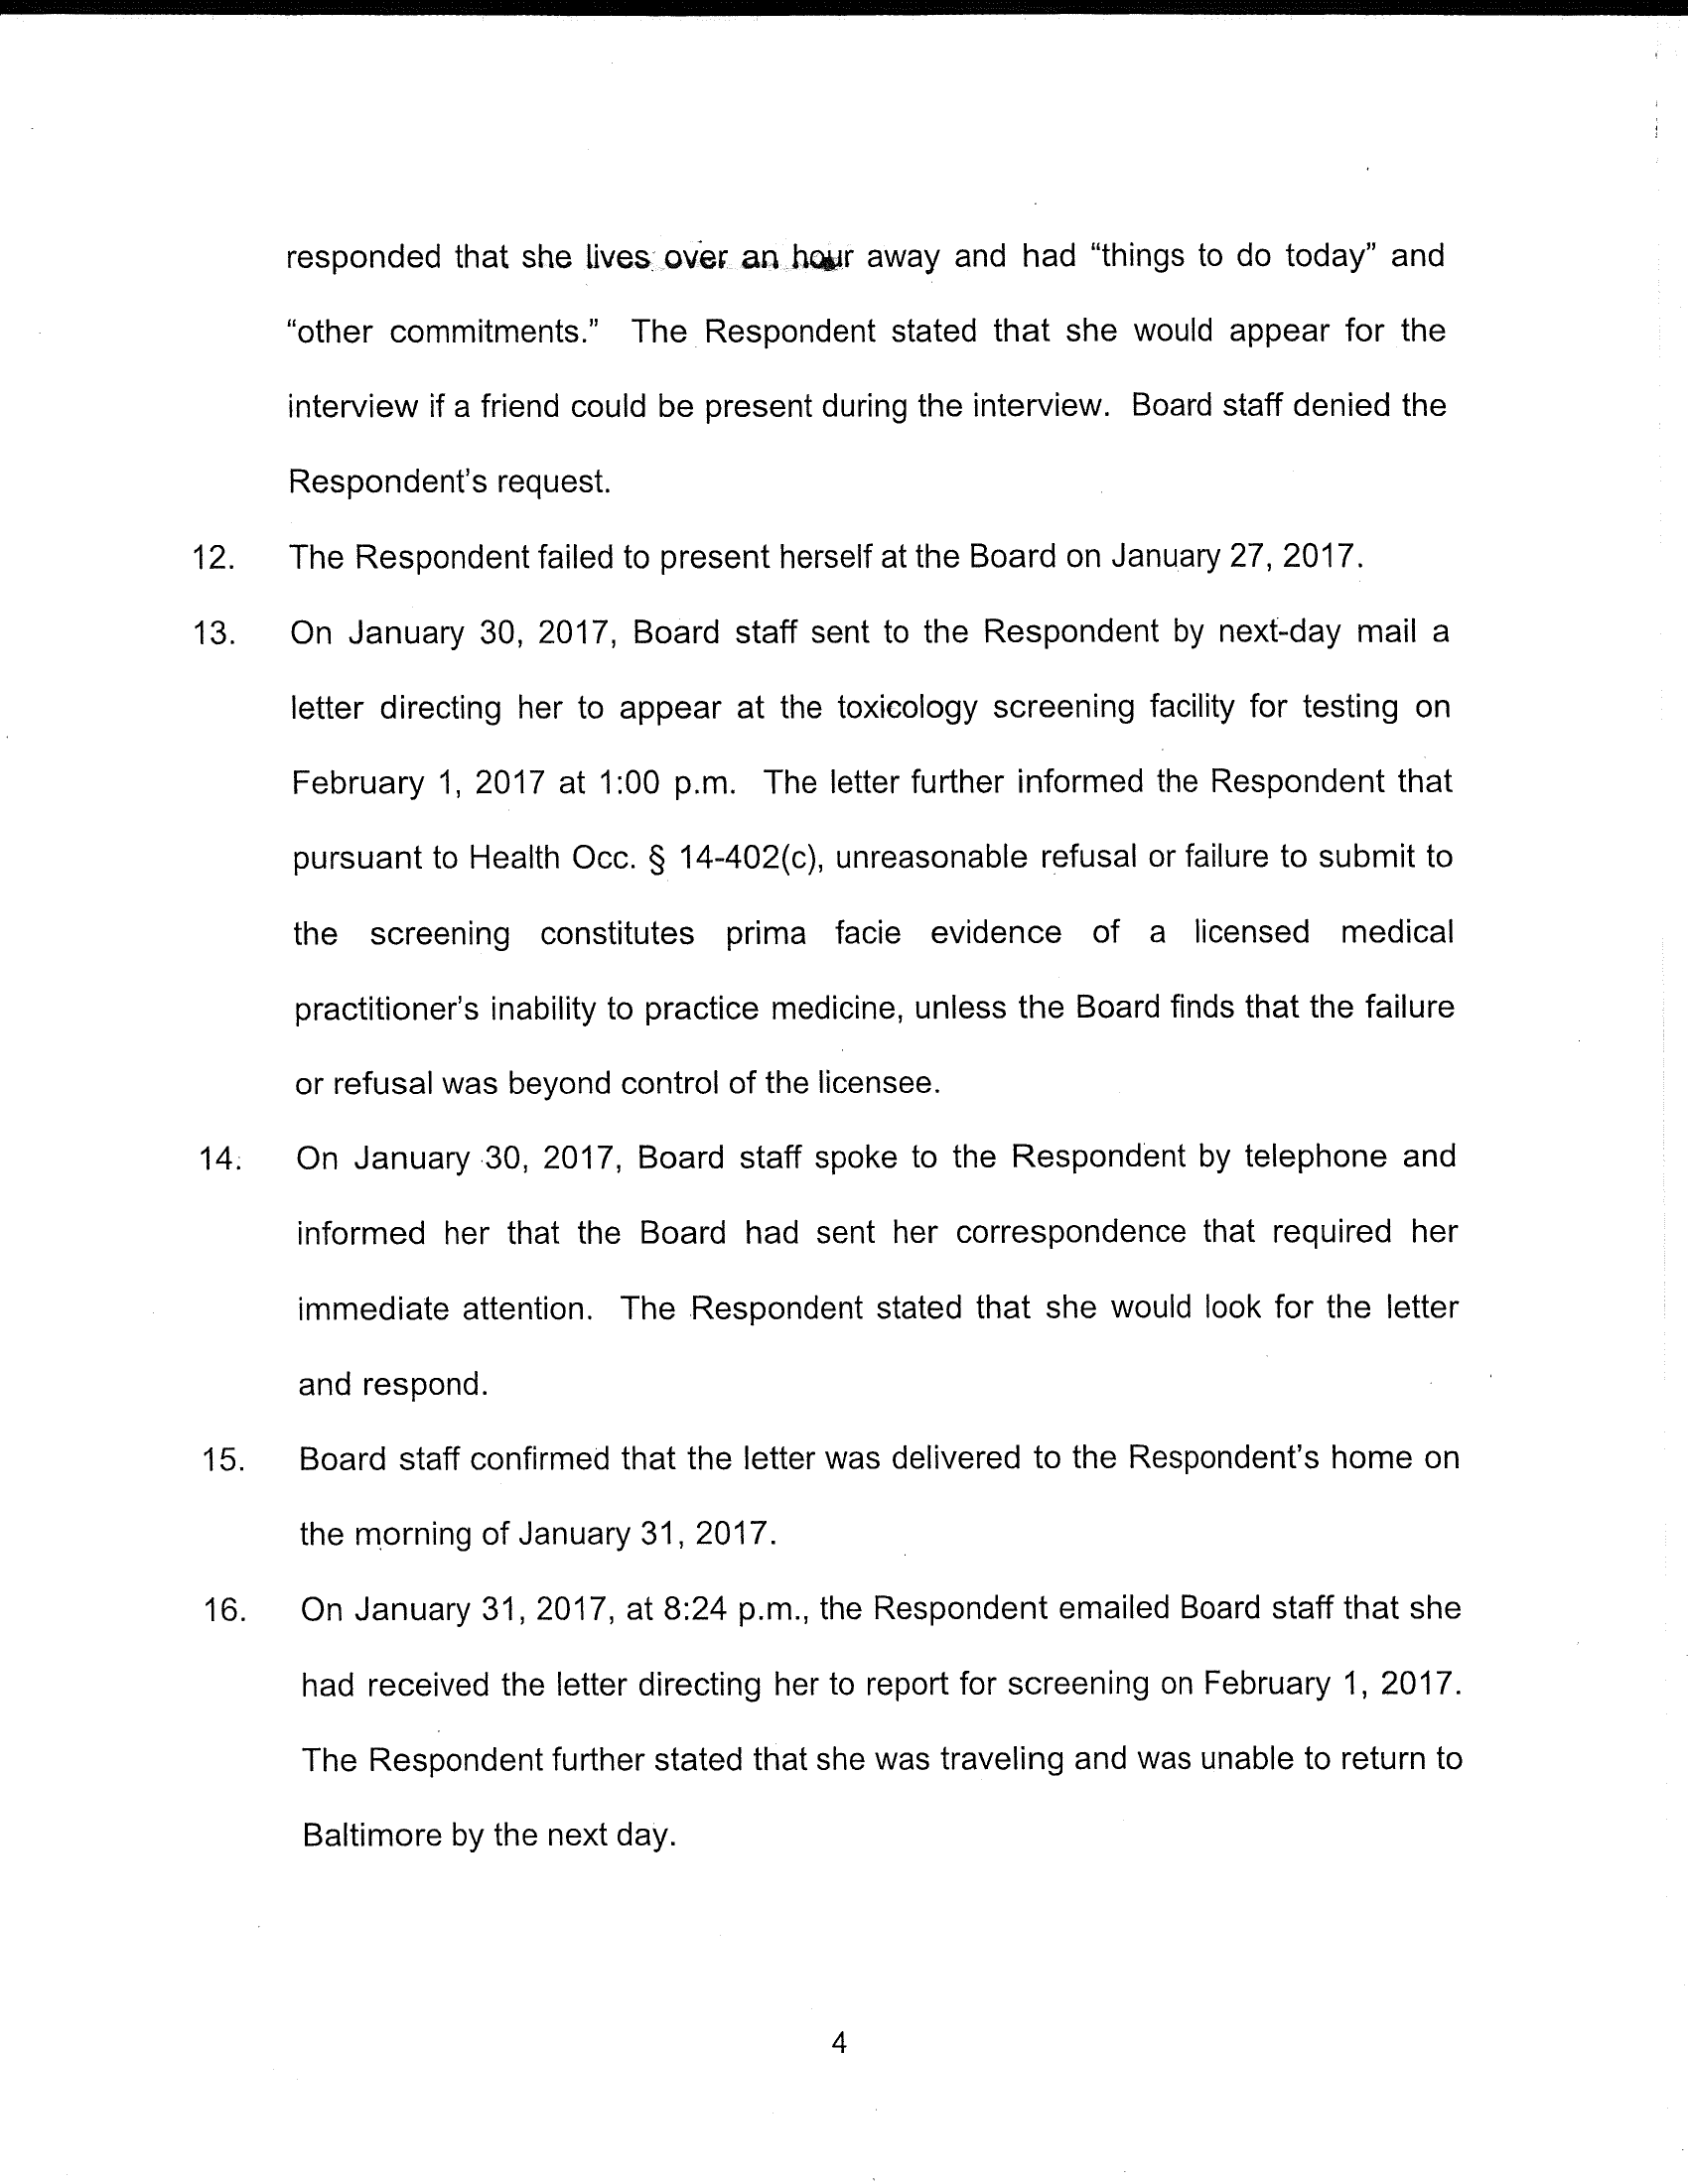 responded that she lives over an hour away and had “things to do today” and
“other commitments.” The Respondent stated that she would appear for the
interview if a friend could be present during the interview. Board staff denied the
Respondent’s request.
12. The Respondent failed to present herself at the Board on January 27, 2017.
13. On January 30, 2017, Board staff sent to the Respondent by next-day mail a
letter directing her to appear at the toxicology screening facility for testing on
February 1, 2017 at 1:00 p.m. The letter further informed the Respondent that
pursuant to Health Occ. § 14-402(c), unreasonable refusal or failure to submit to
the screening constitutes prima facie evidence of a licensed medical
practitioner’s inability to practice medicine, unless the Board finds that the failure
or refusal was beyond control of the licensee.
14. On January 30, 2017, Board staff spoke to the Respondent by telephone and
informed her that the Board had sent her correspondence that required her
immediate attention. The Respondent stated that she would look for the letter
and respond.
15. Board staff confirmed that the letter was delivered to the Respondent’s home on
the morning of January 31, 2017.
16. On January 31, 2017, at 8:24 p.m., the Respondent emailed Board staff that she
had received the letter directing her to report for screening on February 1, 2017.
The Respondent further stated that she was traveling and was unable to return to
Baltimore by the next day.
4